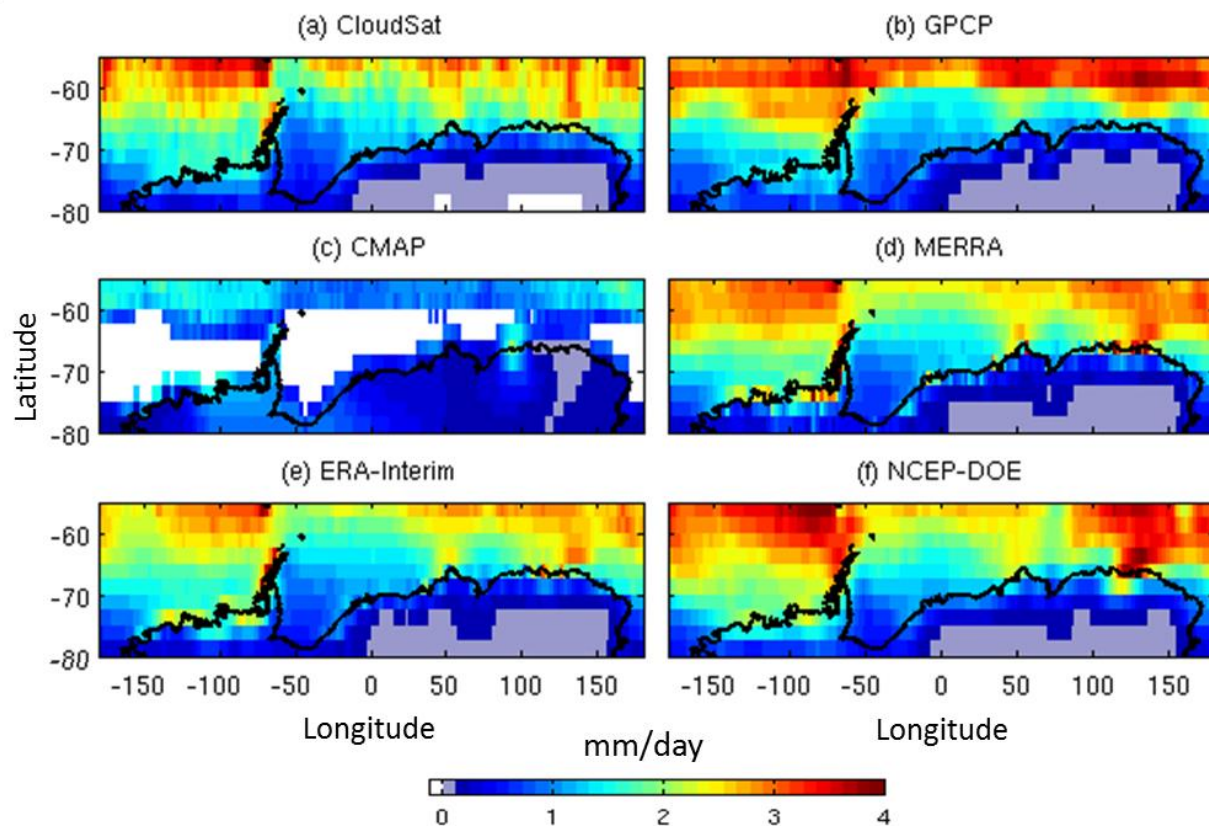 (a) CloudSat (b) GPCP
-60
-70
-80
(c) CMAP (d) MERRA
Latitude
-60
-70
-80
(e) ERA-Interim (f) NCEP-DOE
-60
-70
-80
-150 -100 -50 0 50 100 150 -150 -100 -50 0 50 100 150
Longitude Longitude
mm/day
0 1 2 3 4